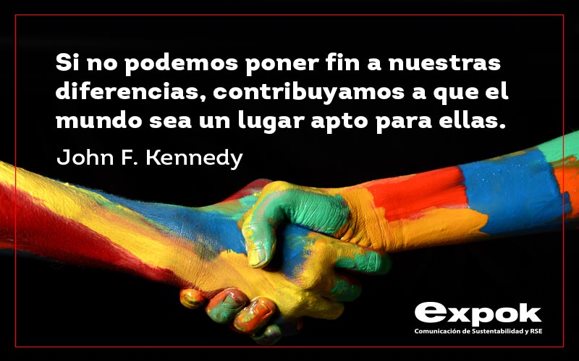 Si no podemos poner fin a nuestras
diferencias, contribuyamos a que el
mundo sea un lugar apto para ellas.
John F. Kennedy
expok
Comunicación de Sustentabilidad y RSE